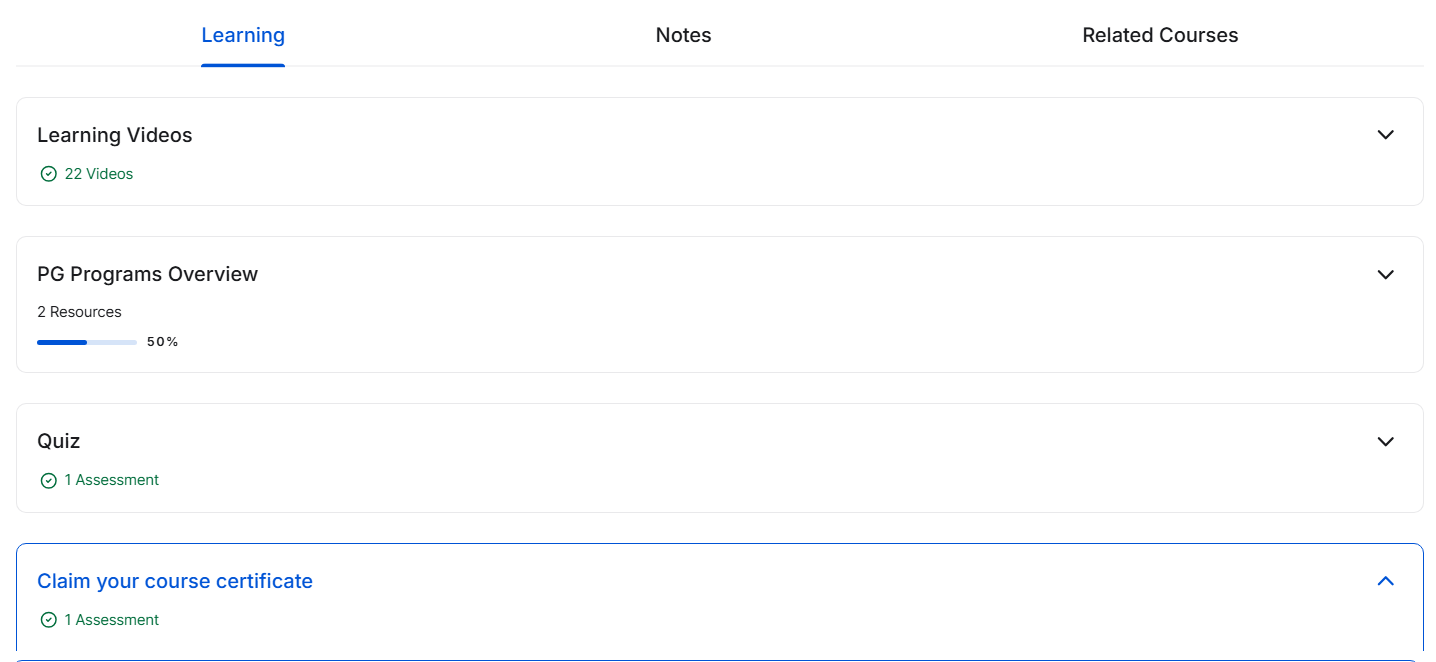 Learning
Notes
Related Courses
Learning Videos
22 Videos
PG Programs Overview
2 Resources
50%
Quiz
1 Assessment
Claim your course certificate
1 Assessment